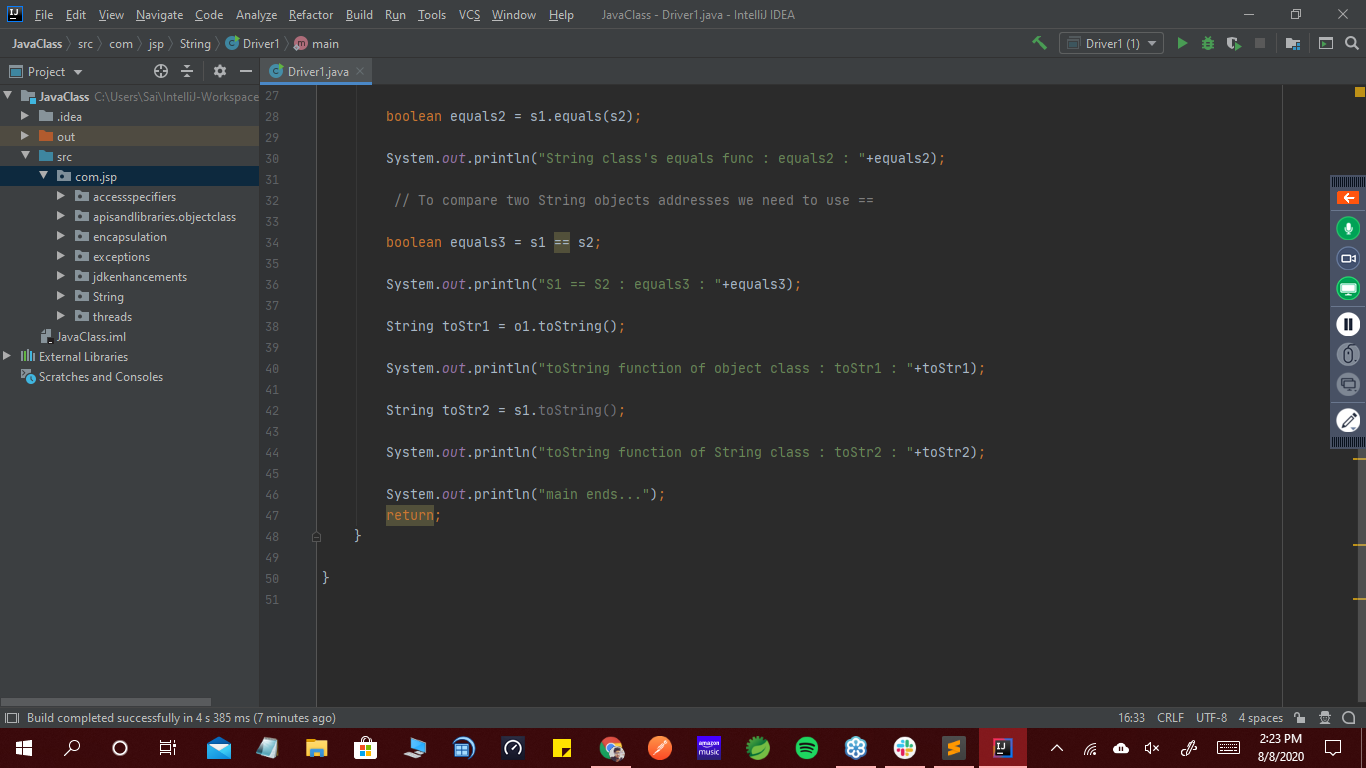 File Edit View Navigate Code Analyze Refactor Build Run Tools VCS Window Help JavaClass - Driver1.java - IntelliJ IDEA
JavaClass src com jsp String Driver1 main Driver1 (1)
Project
Driver1.java
JavaClass C:\Users\Sai\IntelliJ-Workspace
.idea
out
src
com.jsp
accessspecifiers
apisandlibraries.objectclass
encapsulation
exceptions
jdkenhancements
String
threads
JavaClass.iml
External Libraries
Scratches and Consoles
27
28 boolean equals2 = s1.equals(s2);
29
30 System.out.println("String class's equals func : equals2 : "+equals2);
31
32 // To compare two String objects addresses we need to use ==
33
34 boolean equals3 = s1 == s2;
35
36 System.out.println("S1 == S2 : equals3 : "+equals3);
37
38 String toStr1 = o1.toString();
39
40 System.out.println("toString function of object class : toStr1 : "+toStr1);
41
42 String toStr2 = s1.toString();
43
44 System.out.println("toString function of String class : toStr2 : "+toStr2);
45
46 System.out.println("main ends...");
47 return;
48 }
49
50 }
51
Build completed successfully in 4 s 385 ms (7 minutes ago) 16:33 CRLF UTF-8 4 spaces
amazon music
2:23 PM
8/8/2020